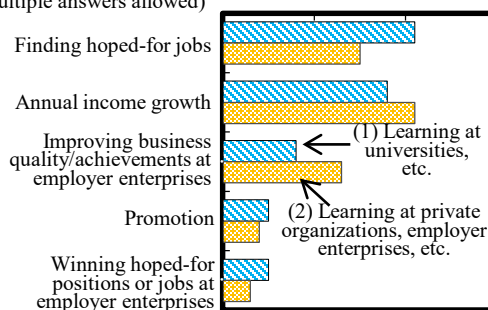 ultiple answers allowed)
Finding hoped-for jobs
Annual income growth
Improving business
quality/achievements at
employer enterprises
Promotion
Winning hoped-for
positions or jobs at
employer enterprises
(1) Learning at
universities,
etc.
(2) Learning at private
organizations, employer
enterprises, etc.